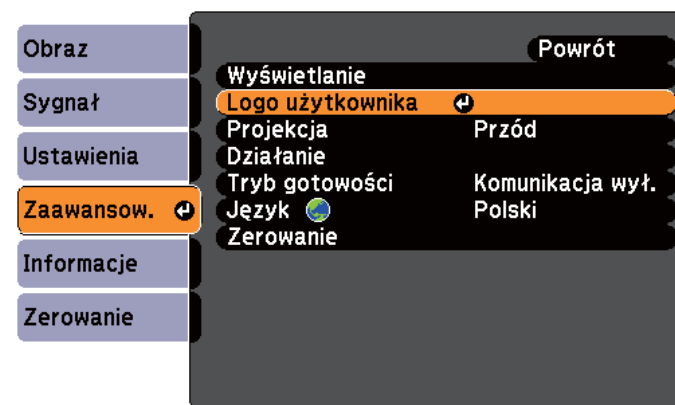 Obraz
Sygnał
Ustawienia
Zaawansow.
Informacje
Zerowanie
Powrót
Wyświetlanie
Logo użytkownika
Projekcja Przód
Działanie
Tryb gotowości Komunikacja wył.
Język Polski
Zerowanie